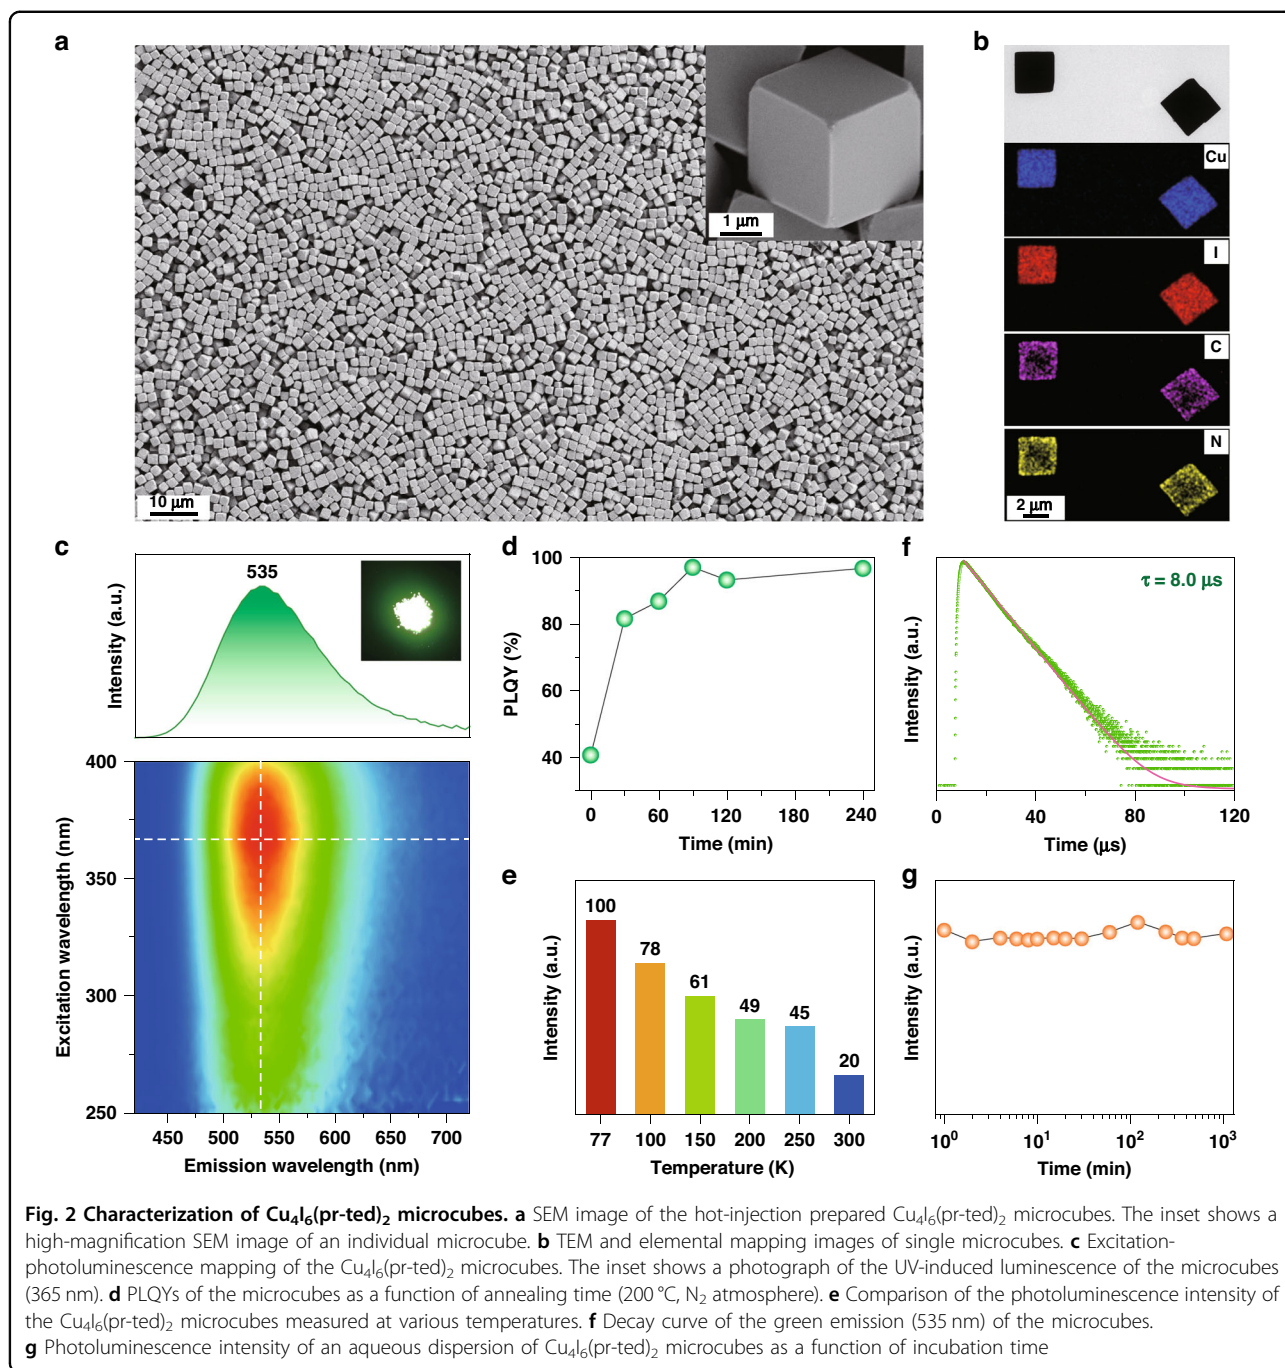 a
1 μm
10 μm
b
Cu
I
C
N
2 μm
c
535
Intensity (a.u.)
400
350
300
250
Excitation wavelength (nm)
450 500 550 600 650 700
Emission wavelength (nm)
d
100
80
60
40
PLQY (%)
0 60 120 180 240
Time (min)
e
100
78
61
49
45
20
Intensity (a.u.)
77 100 150 200 250 300
Temperature (K)
f
τ = 8.0 μs
Intensity (a.u.)
0 40 80 120
Time (μs)
g
Intensity (a.u.)
10⁰ 10¹ 10² 10³
Time (min)
Fig. 2 Characterization of Cu₄I₆(pr-ted)₂ microcubes. a SEM image of the hot-injection prepared Cu₄I₆(pr-ted)₂ microcubes. The inset shows a
high-magnification SEM image of an individual microcube. b TEM and elemental mapping images of single microcubes. c Excitation-
photoluminescence mapping of the Cu₄I₆(pr-ted)₂ microcubes. The inset shows a photograph of the UV-induced luminescence of the microcubes
(365 nm). d PLQYs of the microcubes as a function of annealing time (200 °C, N₂ atmosphere). e Comparison of the photoluminescence intensity of
the Cu₄I₆(pr-ted)₂ microcubes measured at various temperatures. f Decay curve of the green emission (535 nm) of the microcubes.
g Photoluminescence intensity of an aqueous dispersion of Cu₄I₆(pr-ted)₂ microcubes as a function of incubation time